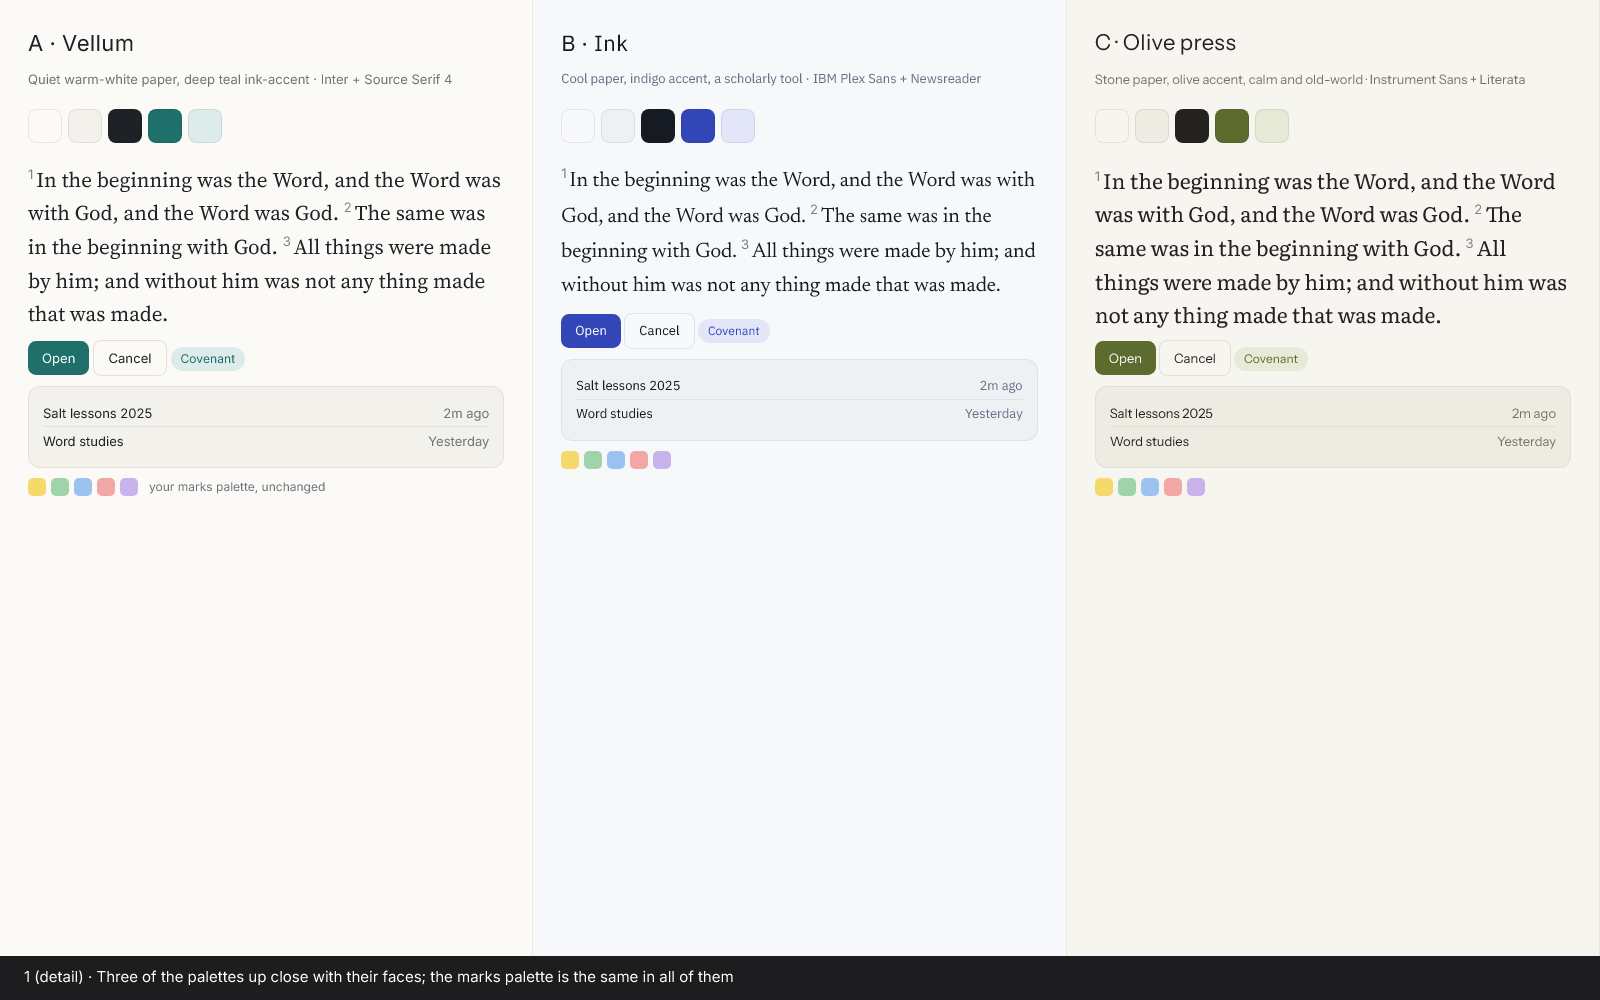 A · Vellum
Quiet warm-white paper, deep teal ink-accent · Inter + Source Serif 4
1 In the beginning was the Word, and the Word was
with God, and the Word was God. 2 The same was
in the beginning with God. 3 All things were made
by him; and without him was not any thing made
that was made.
Open Cancel Covenant
Salt lessons 2025 2m ago
Word studies Yesterday
your marks palette, unchanged
B · Ink
Cool paper, indigo accent, a scholarly tool · IBM Plex Sans + Newsreader
1 In the beginning was the Word, and the Word was with
God, and the Word was God. 2 The same was in the
beginning with God. 3 All things were made by him; and
without him was not any thing made that was made.
Open Cancel Covenant
Salt lessons 2025 2m ago
Word studies Yesterday
C · Olive press
Stone paper, olive accent, calm and old-world · Instrument Sans + Literata
1 In the beginning was the Word, and the Word
was with God, and the Word was God. 2 The
same was in the beginning with God. 3 All
things were made by him; and without him was
not any thing made that was made.
Open Cancel Covenant
Salt lessons 2025 2m ago
Word studies Yesterday
1 (detail) · Three of the palettes up close with their faces; the marks palette is the same in all of them